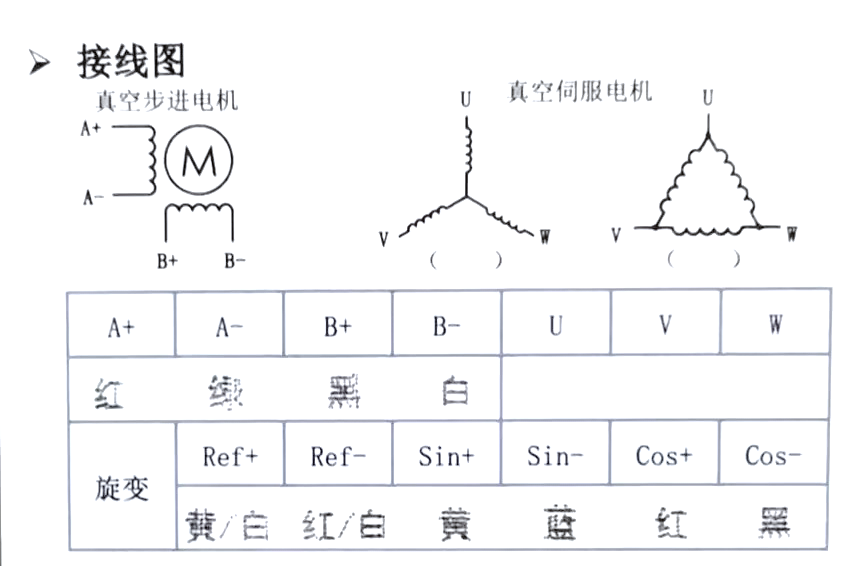 ➢ 接线图
真空步进电机
真空伺服电机
A+
A-
M
B+ B-
U
V W
( )
U
V W
( )
A+ A- B+ B- U V W
红 绿 黑 白
旋变 Ref+ Ref- Sin+ Sin- Cos+ Cos-
黄/白 红/白 黄 蓝 红 黑